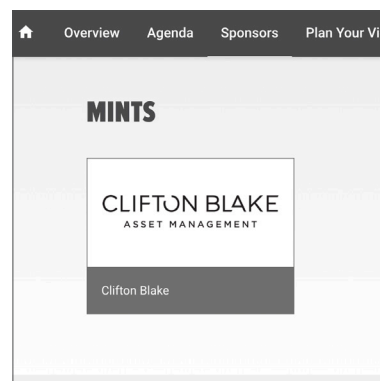 Overview Agenda Sponsors Plan Your Vi
MINTS
CLIFTON BLAKE
ASSET MANAGEMENT
Clifton Blake